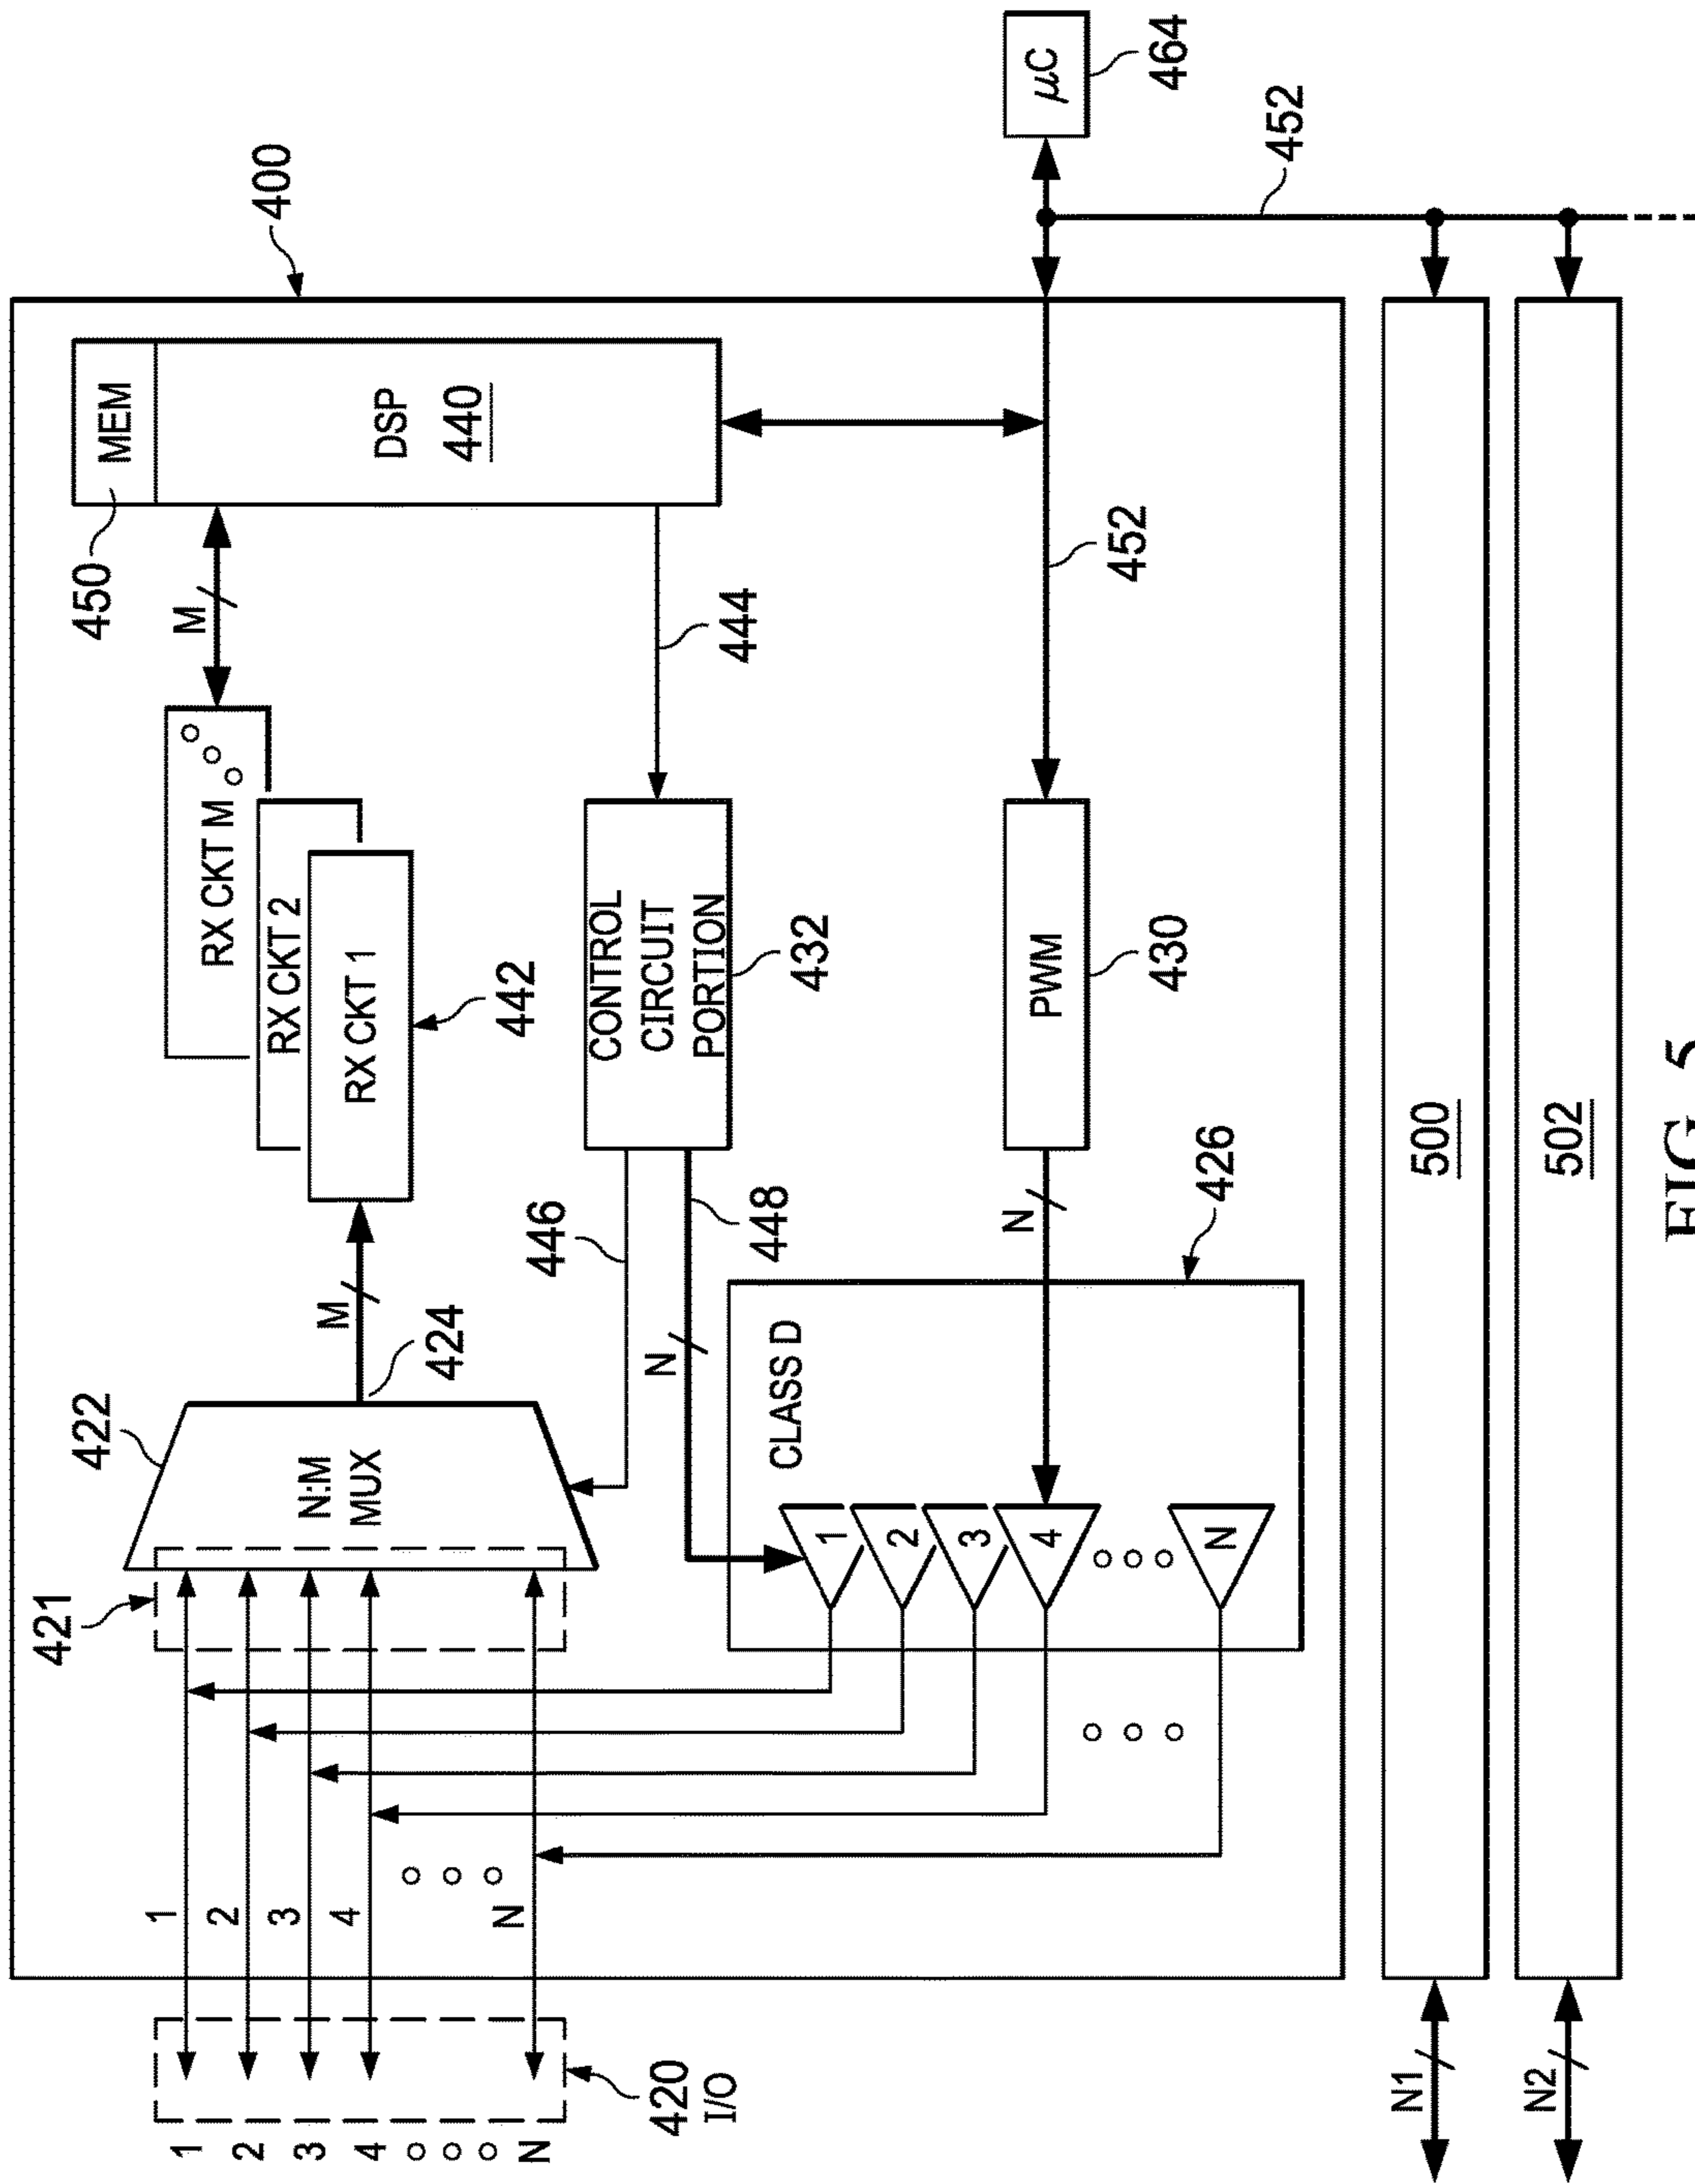 400
1
2
3
4
N
420
I/O
1
2
3
4
N
421
422
N:M
MUX
424
M
RX CKT 1
RX CKT 2
RX CKT M
442
M
450
MEM
DSP
440
446
448
N
CONTROL
CIRCUIT
PORTION
432
444
CLASS D
1
2
3
4
N
426
N
PWM
430
452
μC
464
452
N1
500
N2
502
FIG. 5